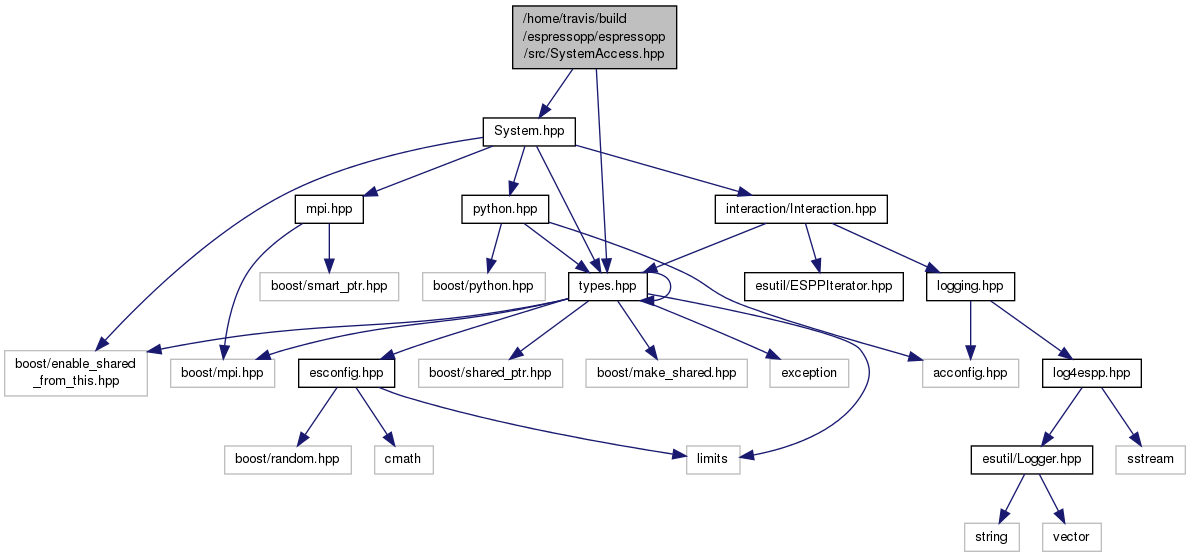 /home/travis/build
/espressopp/espressopp
/src/SystemAccess.hpp
System.hpp
mpi.hpp
python.hpp
interaction/Interaction.hpp
boost/smart_ptr.hpp
boost/python.hpp
types.hpp
esutil/ESPPIterator.hpp
logging.hpp
boost/enable_shared
_from_this.hpp
boost/mpi.hpp
esconfig.hpp
boost/shared_ptr.hpp
boost/make_shared.hpp
exception
acconfig.hpp
log4espp.hpp
boost/random.hpp
cmath
limits
esutil/Logger.hpp
sstream
string
vector